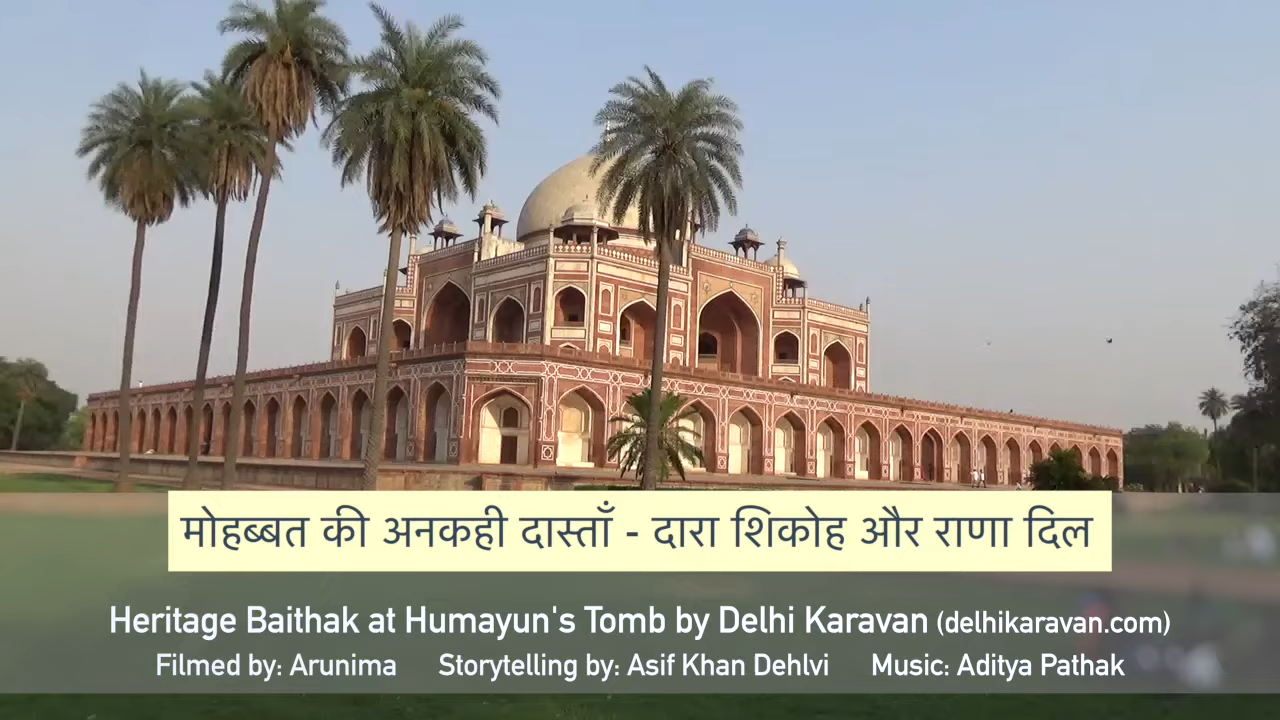 मोहब्बत की अनकही दास्ताँ - दारा शिकोह और राणा दिल
Heritage Baithak at Humayun's Tomb by Delhi Karavan (delhikaravan.com)
Filmed by: Arunima Storytelling by: Asif Khan Dehlvi Music: Aditya Pathak